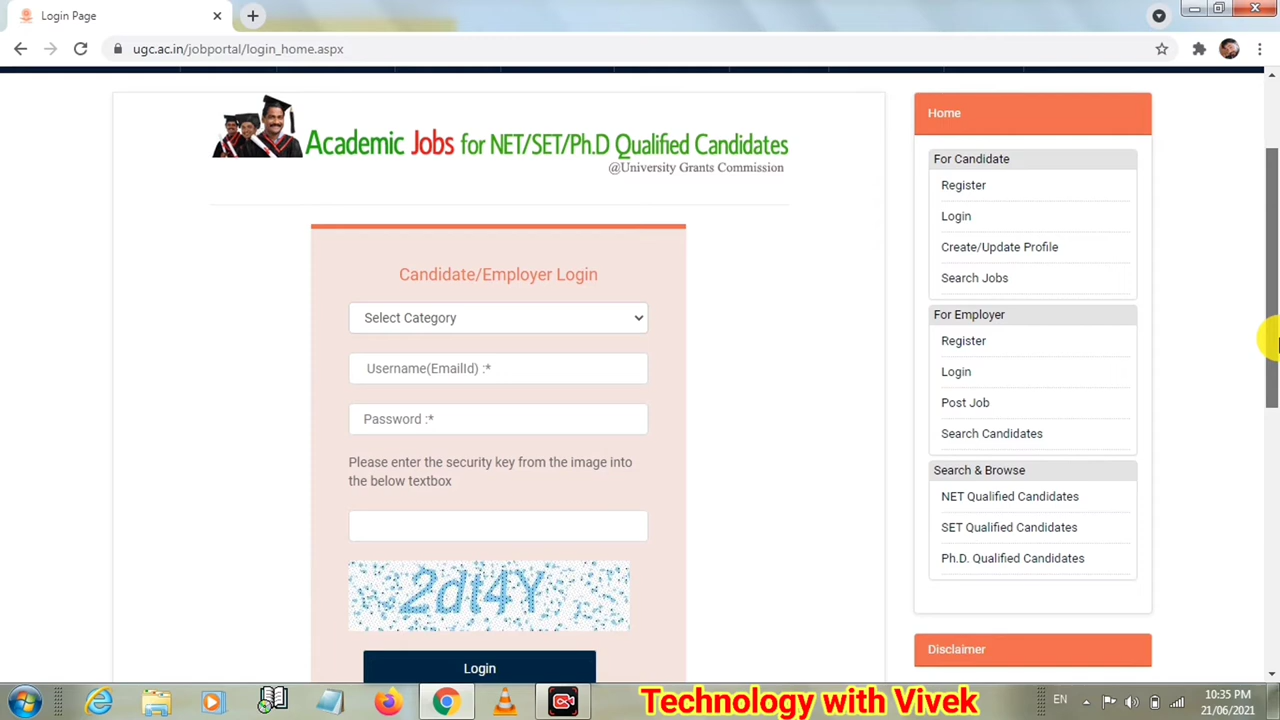 Login Page
ugc.ac.in/jobportal/login_home.aspx
Academic Jobs for NET/SET/Ph.D Qualified Candidates
@University Grants Commission
Candidate/Employer Login
Select Category
Username(EmailId) :*
Password :*
Please enter the security key from the image into
the below textbox
2dt4Y
Login
Home
For Candidate
Register
Login
Create/Update Profile
Search Jobs
For Employer
Register
Login
Post Job
Search Candidates
Search & Browse
NET Qualified Candidates
SET Qualified Candidates
Ph.D. Qualified Candidates
Disclaimer
Technology with Vivek
EN
10:35 PM
21/06/2021